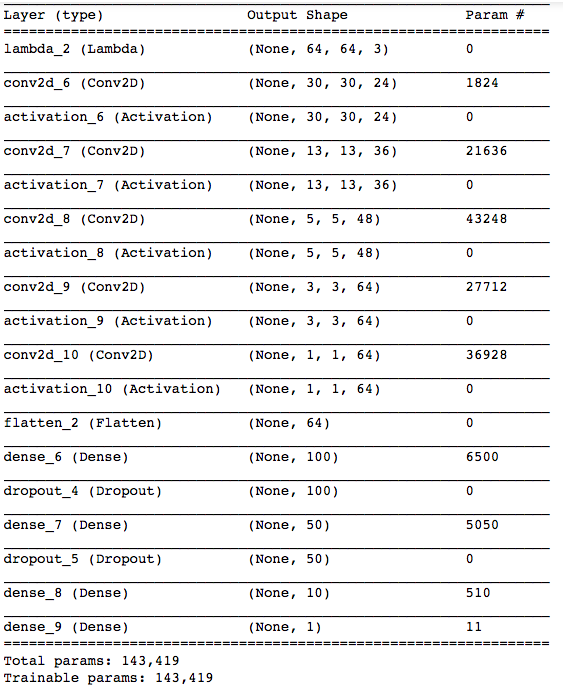 Layer (type) Output Shape Param #
=================================================================
lambda_2 (Lambda) (None, 64, 64, 3) 0
conv2d_6 (Conv2D) (None, 30, 30, 24) 1824
activation_6 (Activation) (None, 30, 30, 24) 0
conv2d_7 (Conv2D) (None, 13, 13, 36) 21636
activation_7 (Activation) (None, 13, 13, 36) 0
conv2d_8 (Conv2D) (None, 5, 5, 48) 43248
activation_8 (Activation) (None, 5, 5, 48) 0
conv2d_9 (Conv2D) (None, 3, 3, 64) 27712
activation_9 (Activation) (None, 3, 3, 64) 0
conv2d_10 (Conv2D) (None, 1, 1, 64) 36928
activation_10 (Activation) (None, 1, 1, 64) 0
flatten_2 (Flatten) (None, 64) 0
dense_6 (Dense) (None, 100) 6500
dropout_4 (Dropout) (None, 100) 0
dense_7 (Dense) (None, 50) 5050
dropout_5 (Dropout) (None, 50) 0
dense_8 (Dense) (None, 10) 510
dense_9 (Dense) (None, 1) 11
=================================================================
Total params: 143,419
Trainable params: 143,419